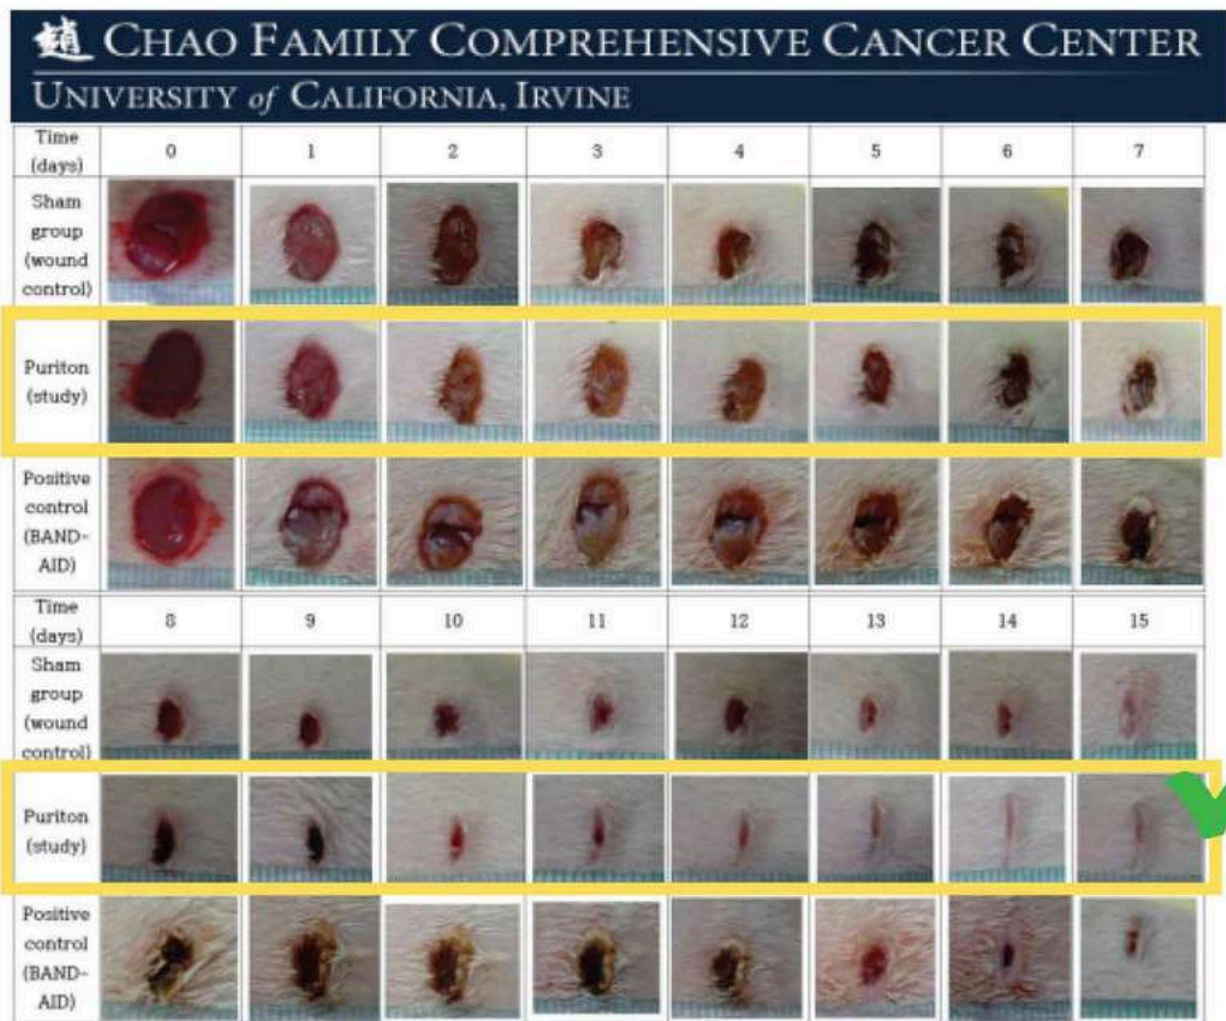 趙 CHAO FAMILY COMPREHENSIVE CANCER CENTER
UNIVERSITY of CALIFORNIA, IRVINE
Time
(days)
0 1 2 3 4 5 6 7
Sham
group
(wound
control)
Puriton
(study)
Positive
control
(BAND-
AID)
Time
(days)
8 9 10 11 12 13 14 15
Sham
group
(wound
control)
Puriton
(study)
Positive
control
(BAND-
AID)